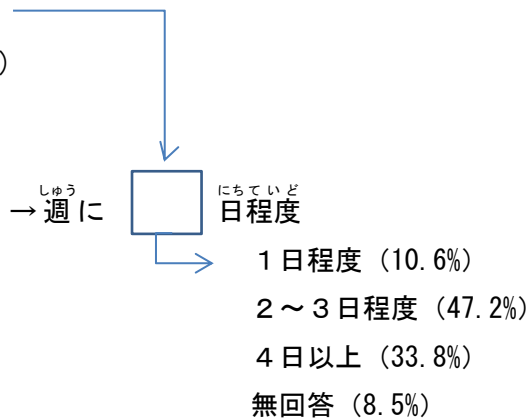 )
→週に 日程度
しゅう にちていど
1日程度(10.6%)
2～3日程度(47.2%)
4日以上(33.8%)
無回答(8.5%)